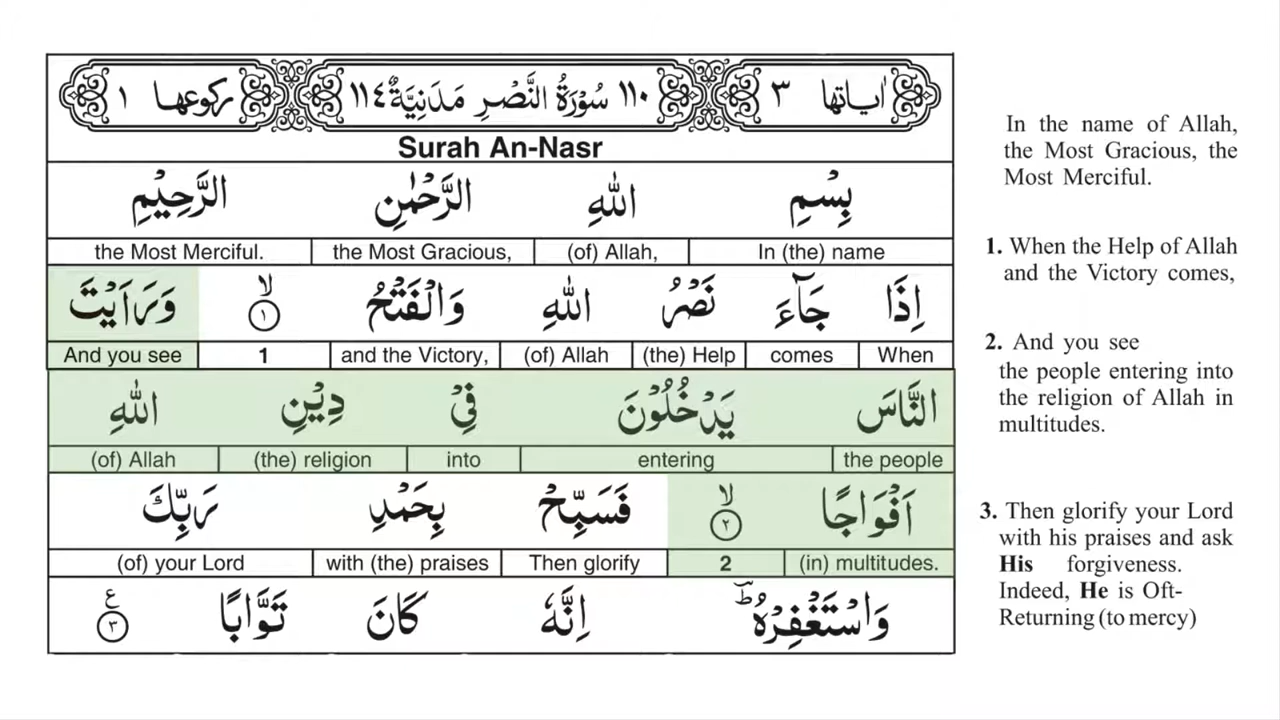 اٰیاتها ٣ ١١٠ سُوْرَةُ النَّصْرِ مَدَنِيَّةٌ ١١٤ رکوعها ١
Surah An-Nasr
بِسْمِ اللهِ الرَّحْمٰنِ الرَّحِيْمِ
In (the) name (of) Allah, the Most Gracious, the Most Merciful.
اِذَا جَآءَ نَصْرُ اللهِ وَالْفَتْحُ ۙ ١ وَرَاَيْتَ
When comes (the) Help (of) Allah and the Victory, 1 And you see
النَّاسَ يَدْخُلُوْنَ فِيْ دِيْنِ اللهِ
the people entering into (the) religion (of) Allah
اَفْوَاجًا ۙ ٢ فَسَبِّحْ بِحَمْدِ رَبِّكَ
(in) multitudes. 2 Then glorify with (the) praises (of) your Lord
وَاسْتَغْفِرْهُ ؕ اِنَّهٗ كَانَ تَوَّابًا ع ٣
In the name of Allah,
the Most Gracious, the
Most Merciful.
1. When the Help of Allah
and the Victory comes,
2. And you see
the people entering into
the religion of Allah in
multitudes.
3. Then glorify your Lord
with his praises and ask
His forgiveness.
Indeed, He is Oft-
Returning (to mercy)